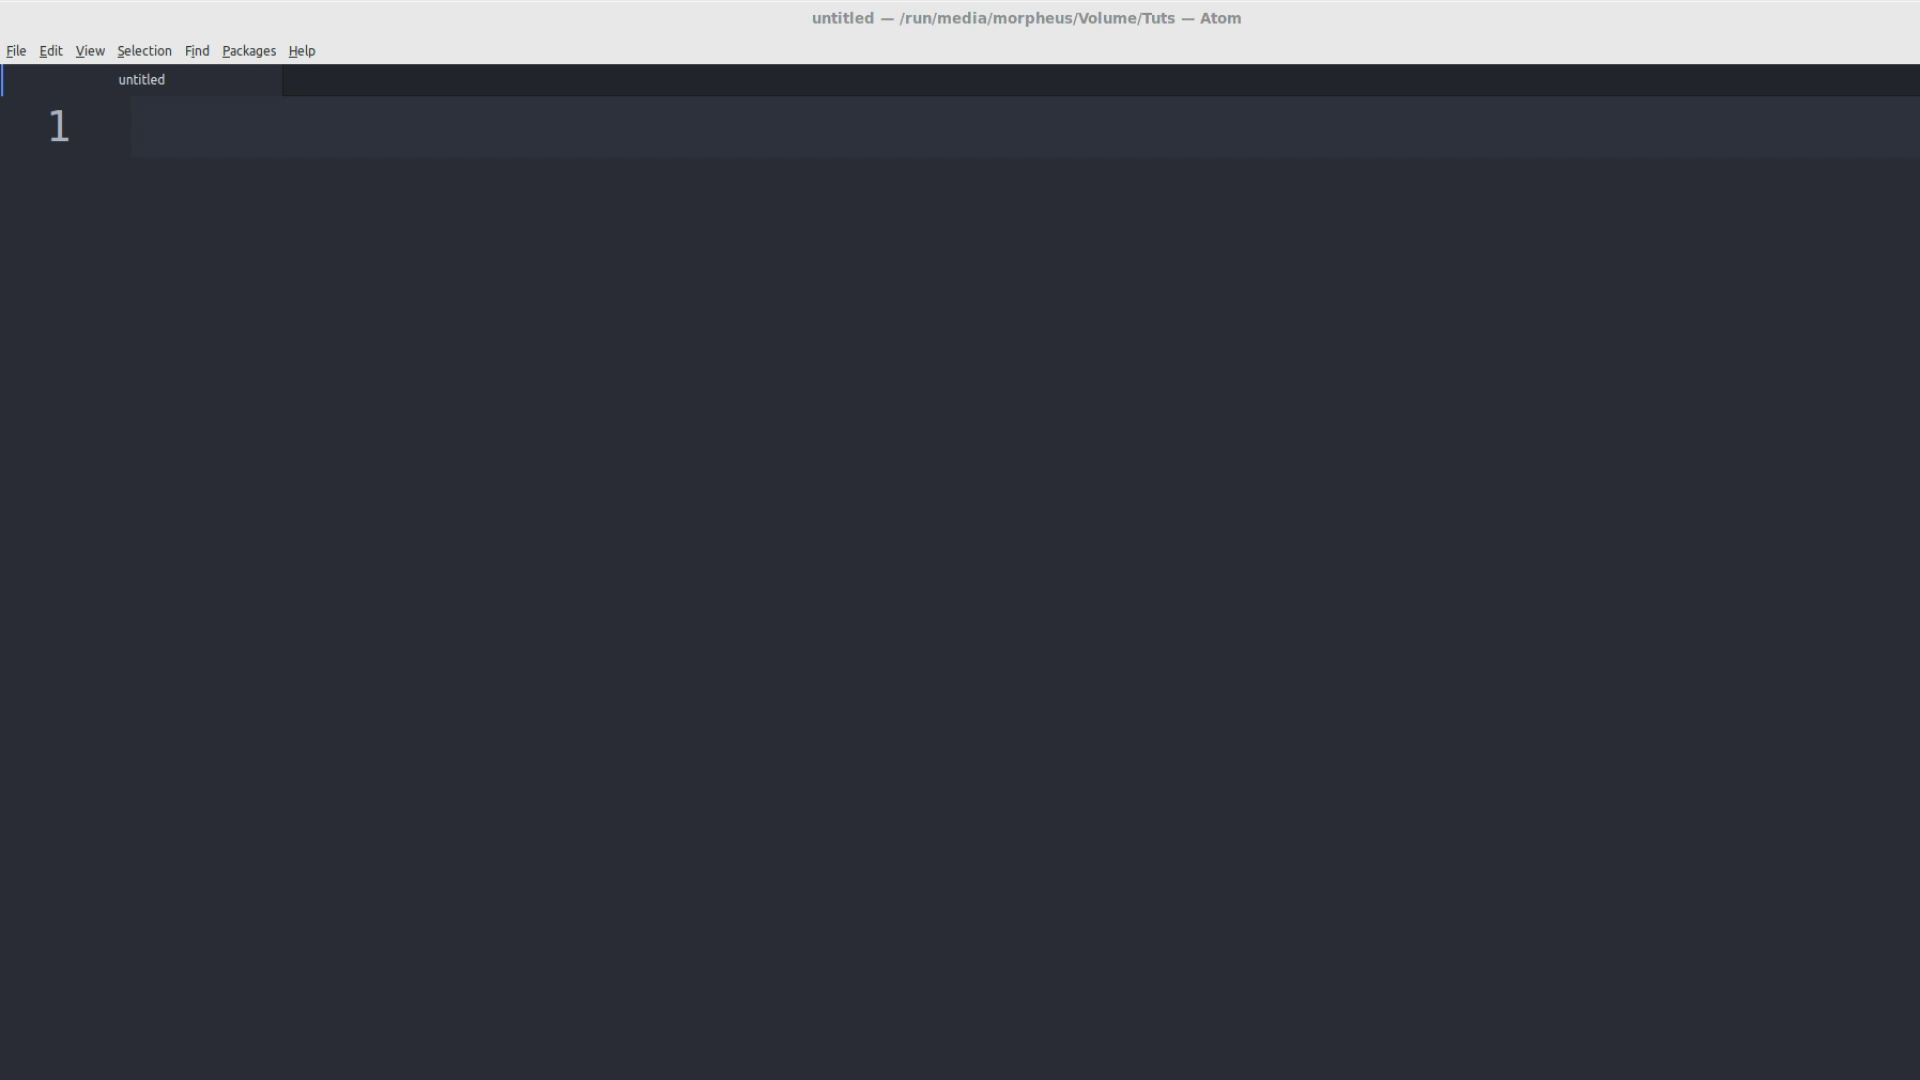 untitled — /run/media/morpheus/Volume/Tuts — Atom
File Edit View Selection Find Packages Help
untitled
1